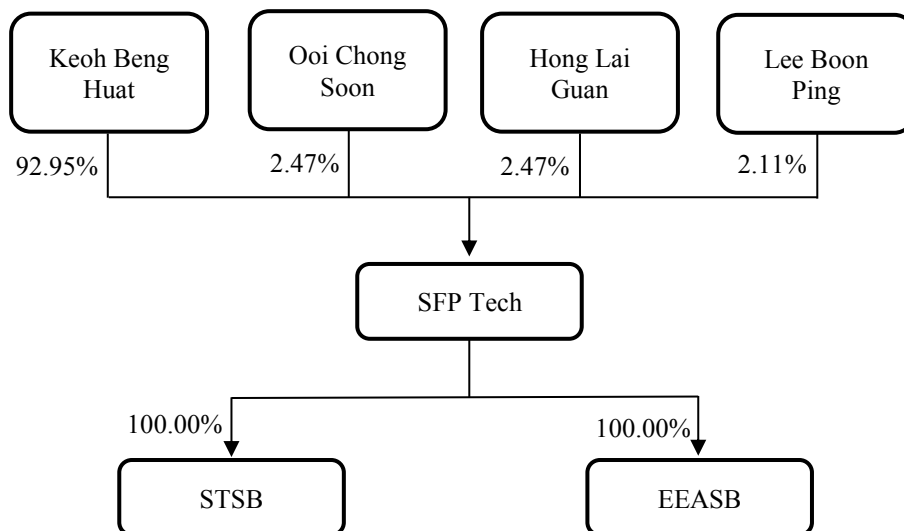 Keoh Beng
Huat
Ooi Chong
Soon
Hong Lai
Guan
Lee Boon
Ping
92.95%
2.47%
2.47%
2.11%
SFP Tech
100.00%
100.00%
STSB
EEASB